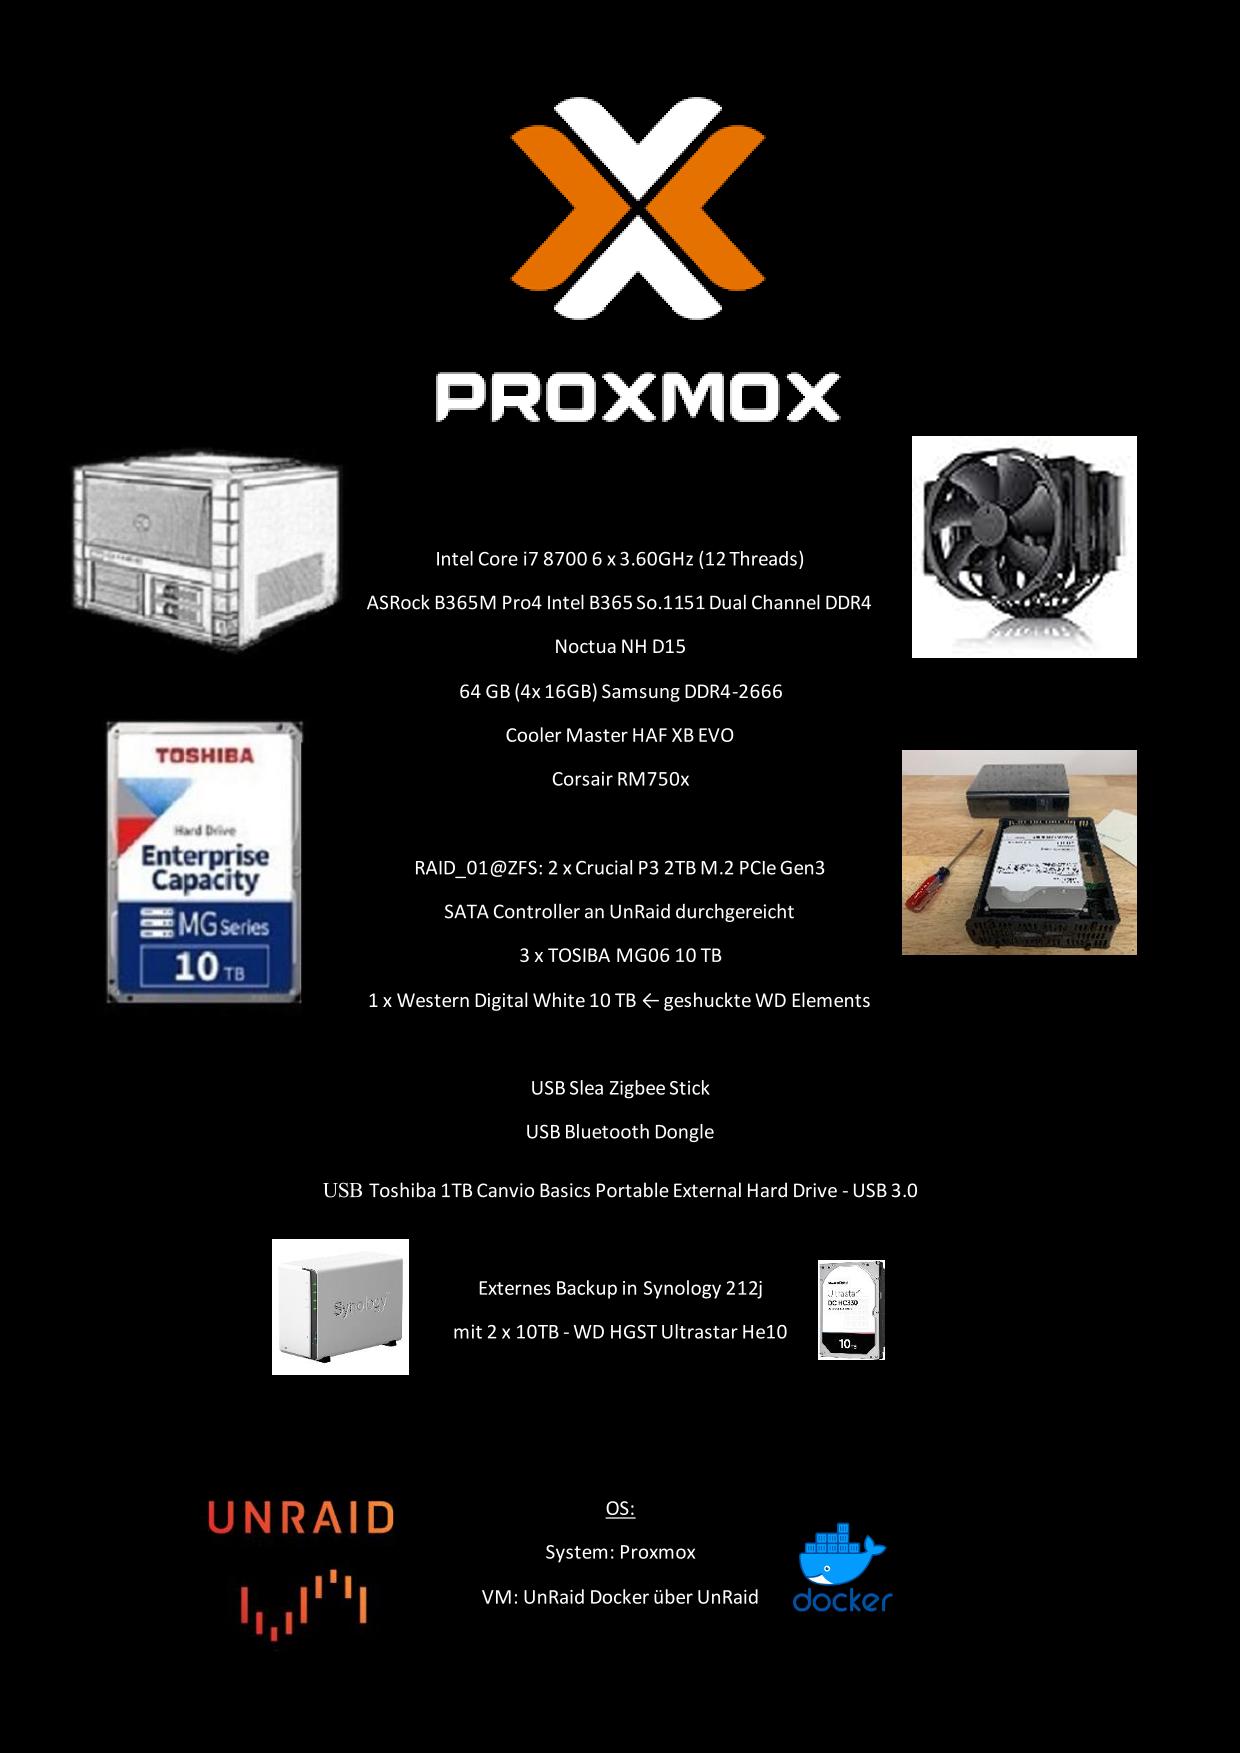 PROXMOX
Intel Core i7 8700 6 x 3.60GHz (12 Threads)
ASRock B365M Pro4 Intel B365 So.1151 Dual Channel DDR4
Noctua NH D15
64 GB (4x 16GB) Samsung DDR4-2666
Cooler Master HAF XB EVO
Corsair RM750x
TOSHIBA
Hard Drive
Enterprise
Capacity
MG Series
10 TB
RAID_01@ZFS: 2 x Crucial P3 2TB M.2 PCIe Gen3
SATA Controller an UnRaid durchgereicht
3 x TOSIBA MG06 10 TB
1 x Western Digital White 10 TB ← geshuckte WD Elements
USB Slea Zigbee Stick
USB Bluetooth Dongle
USB Toshiba 1TB Canvio Basics Portable External Hard Drive - USB 3.0
Synology
Externes Backup in Synology 212j
mit 2 x 10TB - WD HGST Ultrastar He10
Ultrastar
DC HC330
10 TB
UNRAID
OS:
System: Proxmox
VM: UnRaid Docker über UnRaid
docker